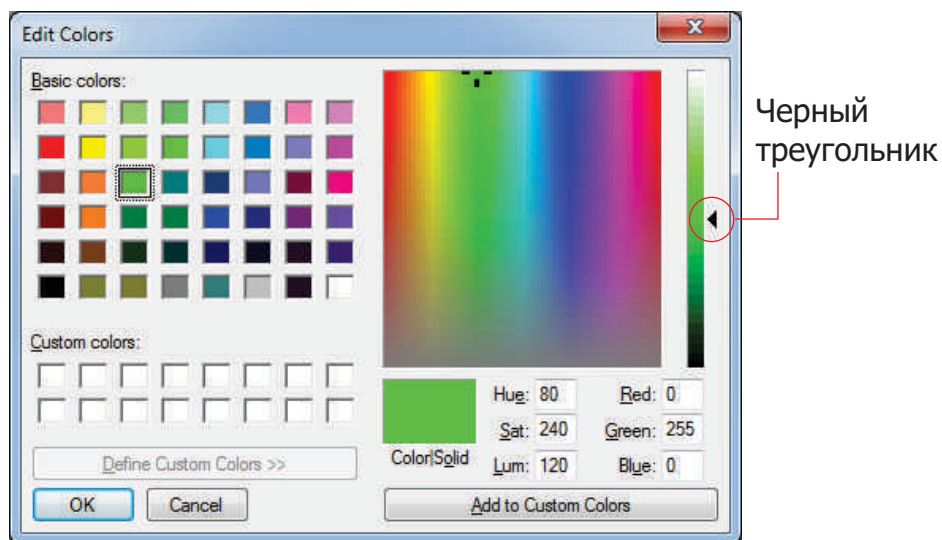 Edit Colors
x
Basic colors:
Черный
треугольник
Custom colors:
Hue: 80 Red: 0
Sat: 240 Green: 255
Color|Solid Lum: 120 Blue: 0
Define Custom Colors >>
OK Cancel Add to Custom Colors